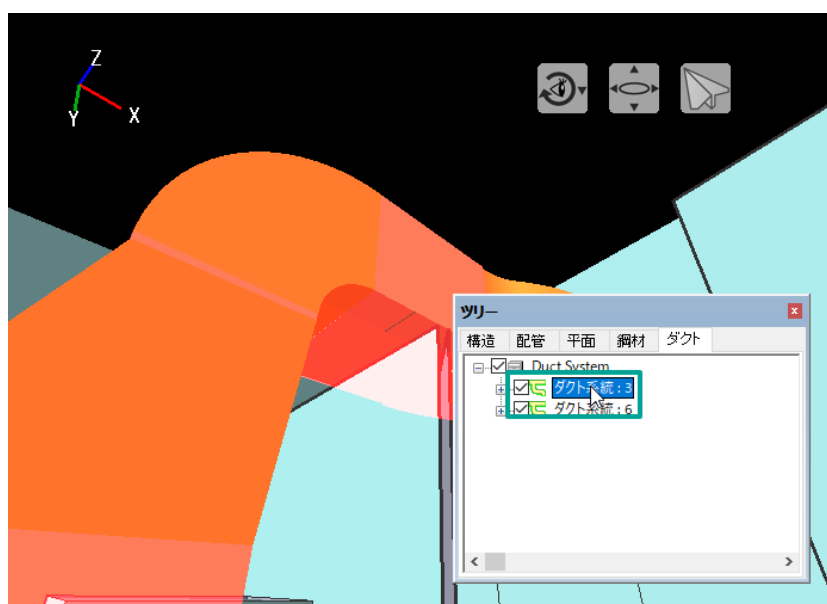 Z
Y
X
ツリー
構造 配管 平面 鋼材 ダクト
Duct System
ダクト系統 : 3
ダクト系統 : 6